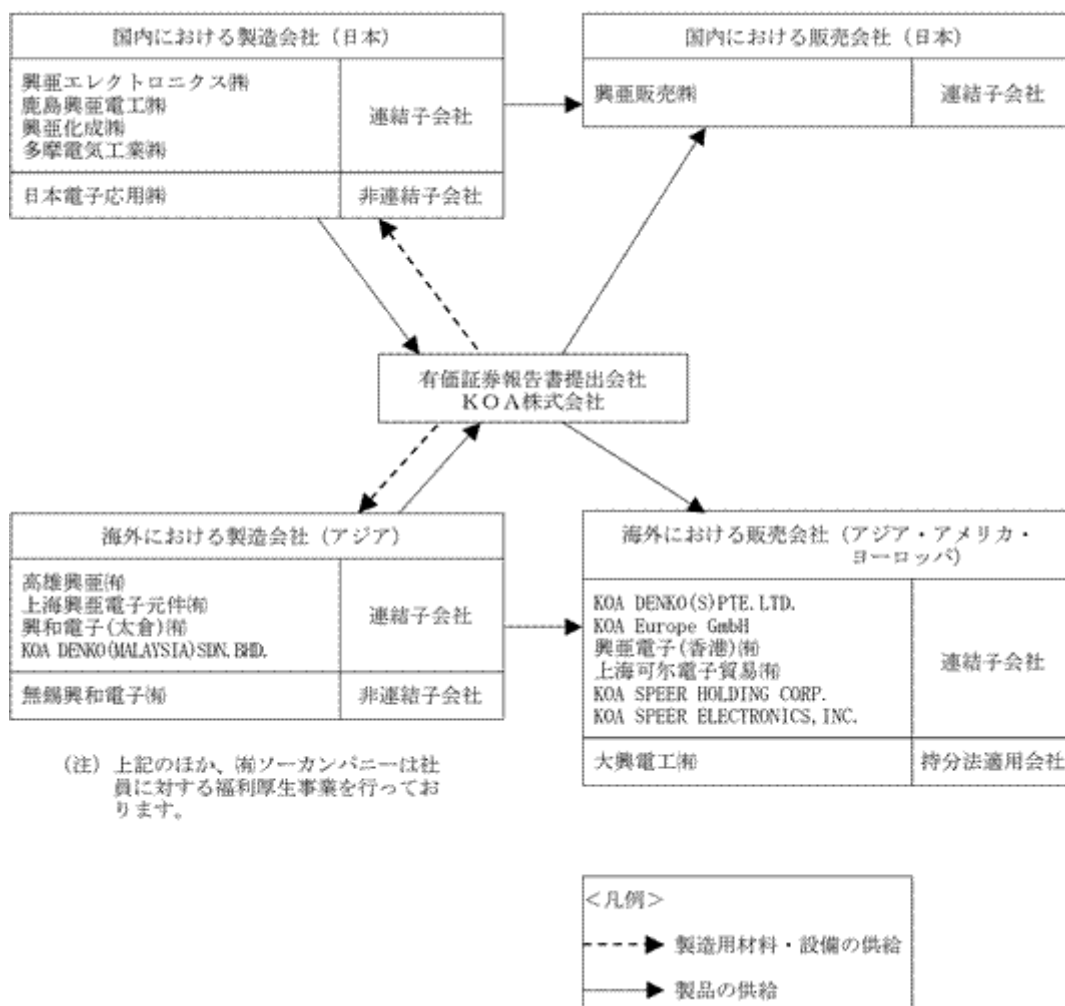 国内における製造会社（日本）
興亜エレクトロニクス㈱
鹿島興亜電工㈱
興亜化成㈱
多摩電気工業㈱
連結子会社
日本電子応用㈱
非連結子会社
国内における販売会社（日本）
興亜販売㈱
連結子会社
有価証券報告書提出会社
ＫＯＡ株式会社
海外における製造会社（アジア）
高雄興亜㈲
上海興亜電子元件㈲
興和電子(太倉)㈲
KOA DENKO(MALAYSIA)SDN.BHD.
連結子会社
無錫興和電子㈲
非連結子会社
海外における販売会社（アジア・アメリカ・
ヨーロッパ）
KOA DENKO(S)PTE.LTD.
KOA Europe GmbH
興亜電子(香港)㈲
上海可尔電子貿易㈲
KOA SPEER HOLDING CORP.
KOA SPEER ELECTRONICS,INC.
連結子会社
大興電工㈲
持分法適用会社
（注）上記のほか、㈲ソーカンパニーは社
員に対する福利厚生事業を行ってお
ります。
＜凡例＞
製造用材料・設備の供給
製品の供給